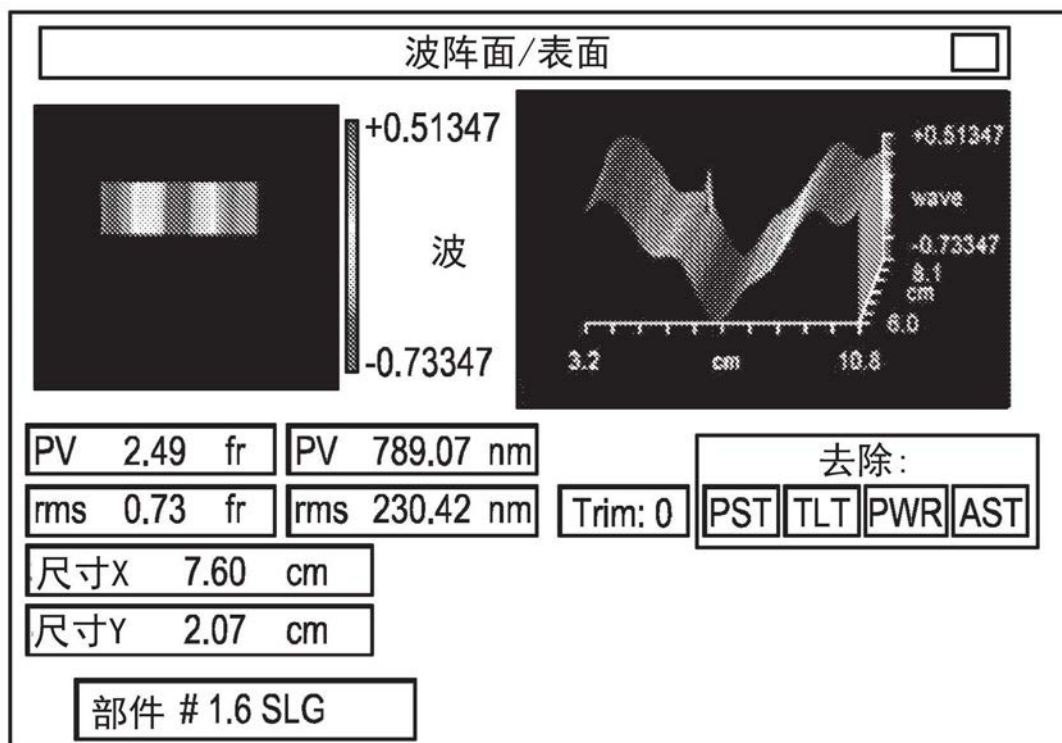 波阵面/表面
+0.51347
波
-0.73347
+0.51347
wave
-0.73347
8.1
cm
6.0
3.2 cm 10.8
PV 2.49 fr PV 789.07 nm
rms 0.73 fr rms 230.42 nm
Trim: 0
去除:
PST TLT PWR AST
尺寸X 7.60 cm
尺寸Y 2.07 cm
部件 # 1.6 SLG